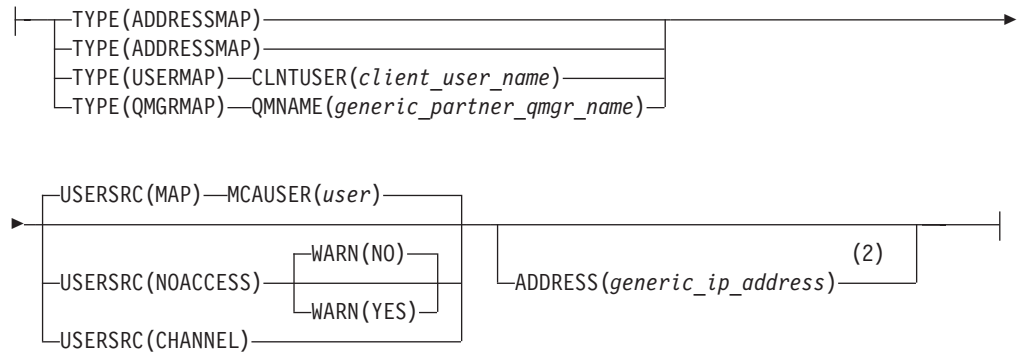 TYPE(ADDRESSMAP)
TYPE(ADDRESSMAP)
TYPE(USERMAP) CLNTUSER(client_user_name)
TYPE(QMGRMAP) QMNAME(generic_partner_qmgr_name)
USERSRC(MAP) MCAUSER(user)
WARN(NO)
(2)
USERSRC(NOACCESS)
ADDRESS(generic_ip_address)
WARN(YES)
USERSRC(CHANNEL)